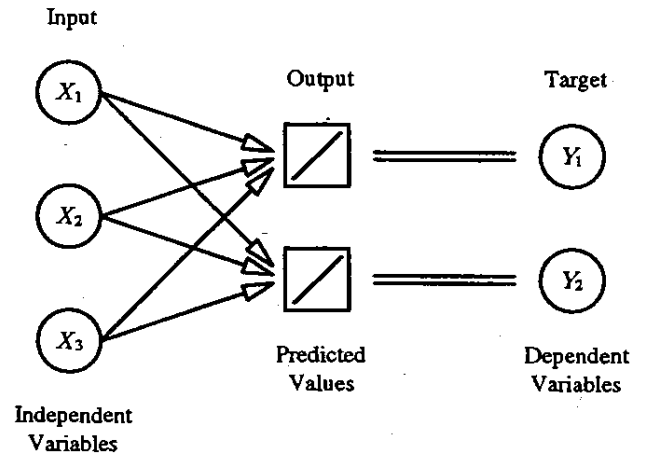 Input
Output
Target
X1
X2
X3
Y1
Y2
Predicted
Values
Dependent
Variables
Independent
Variables